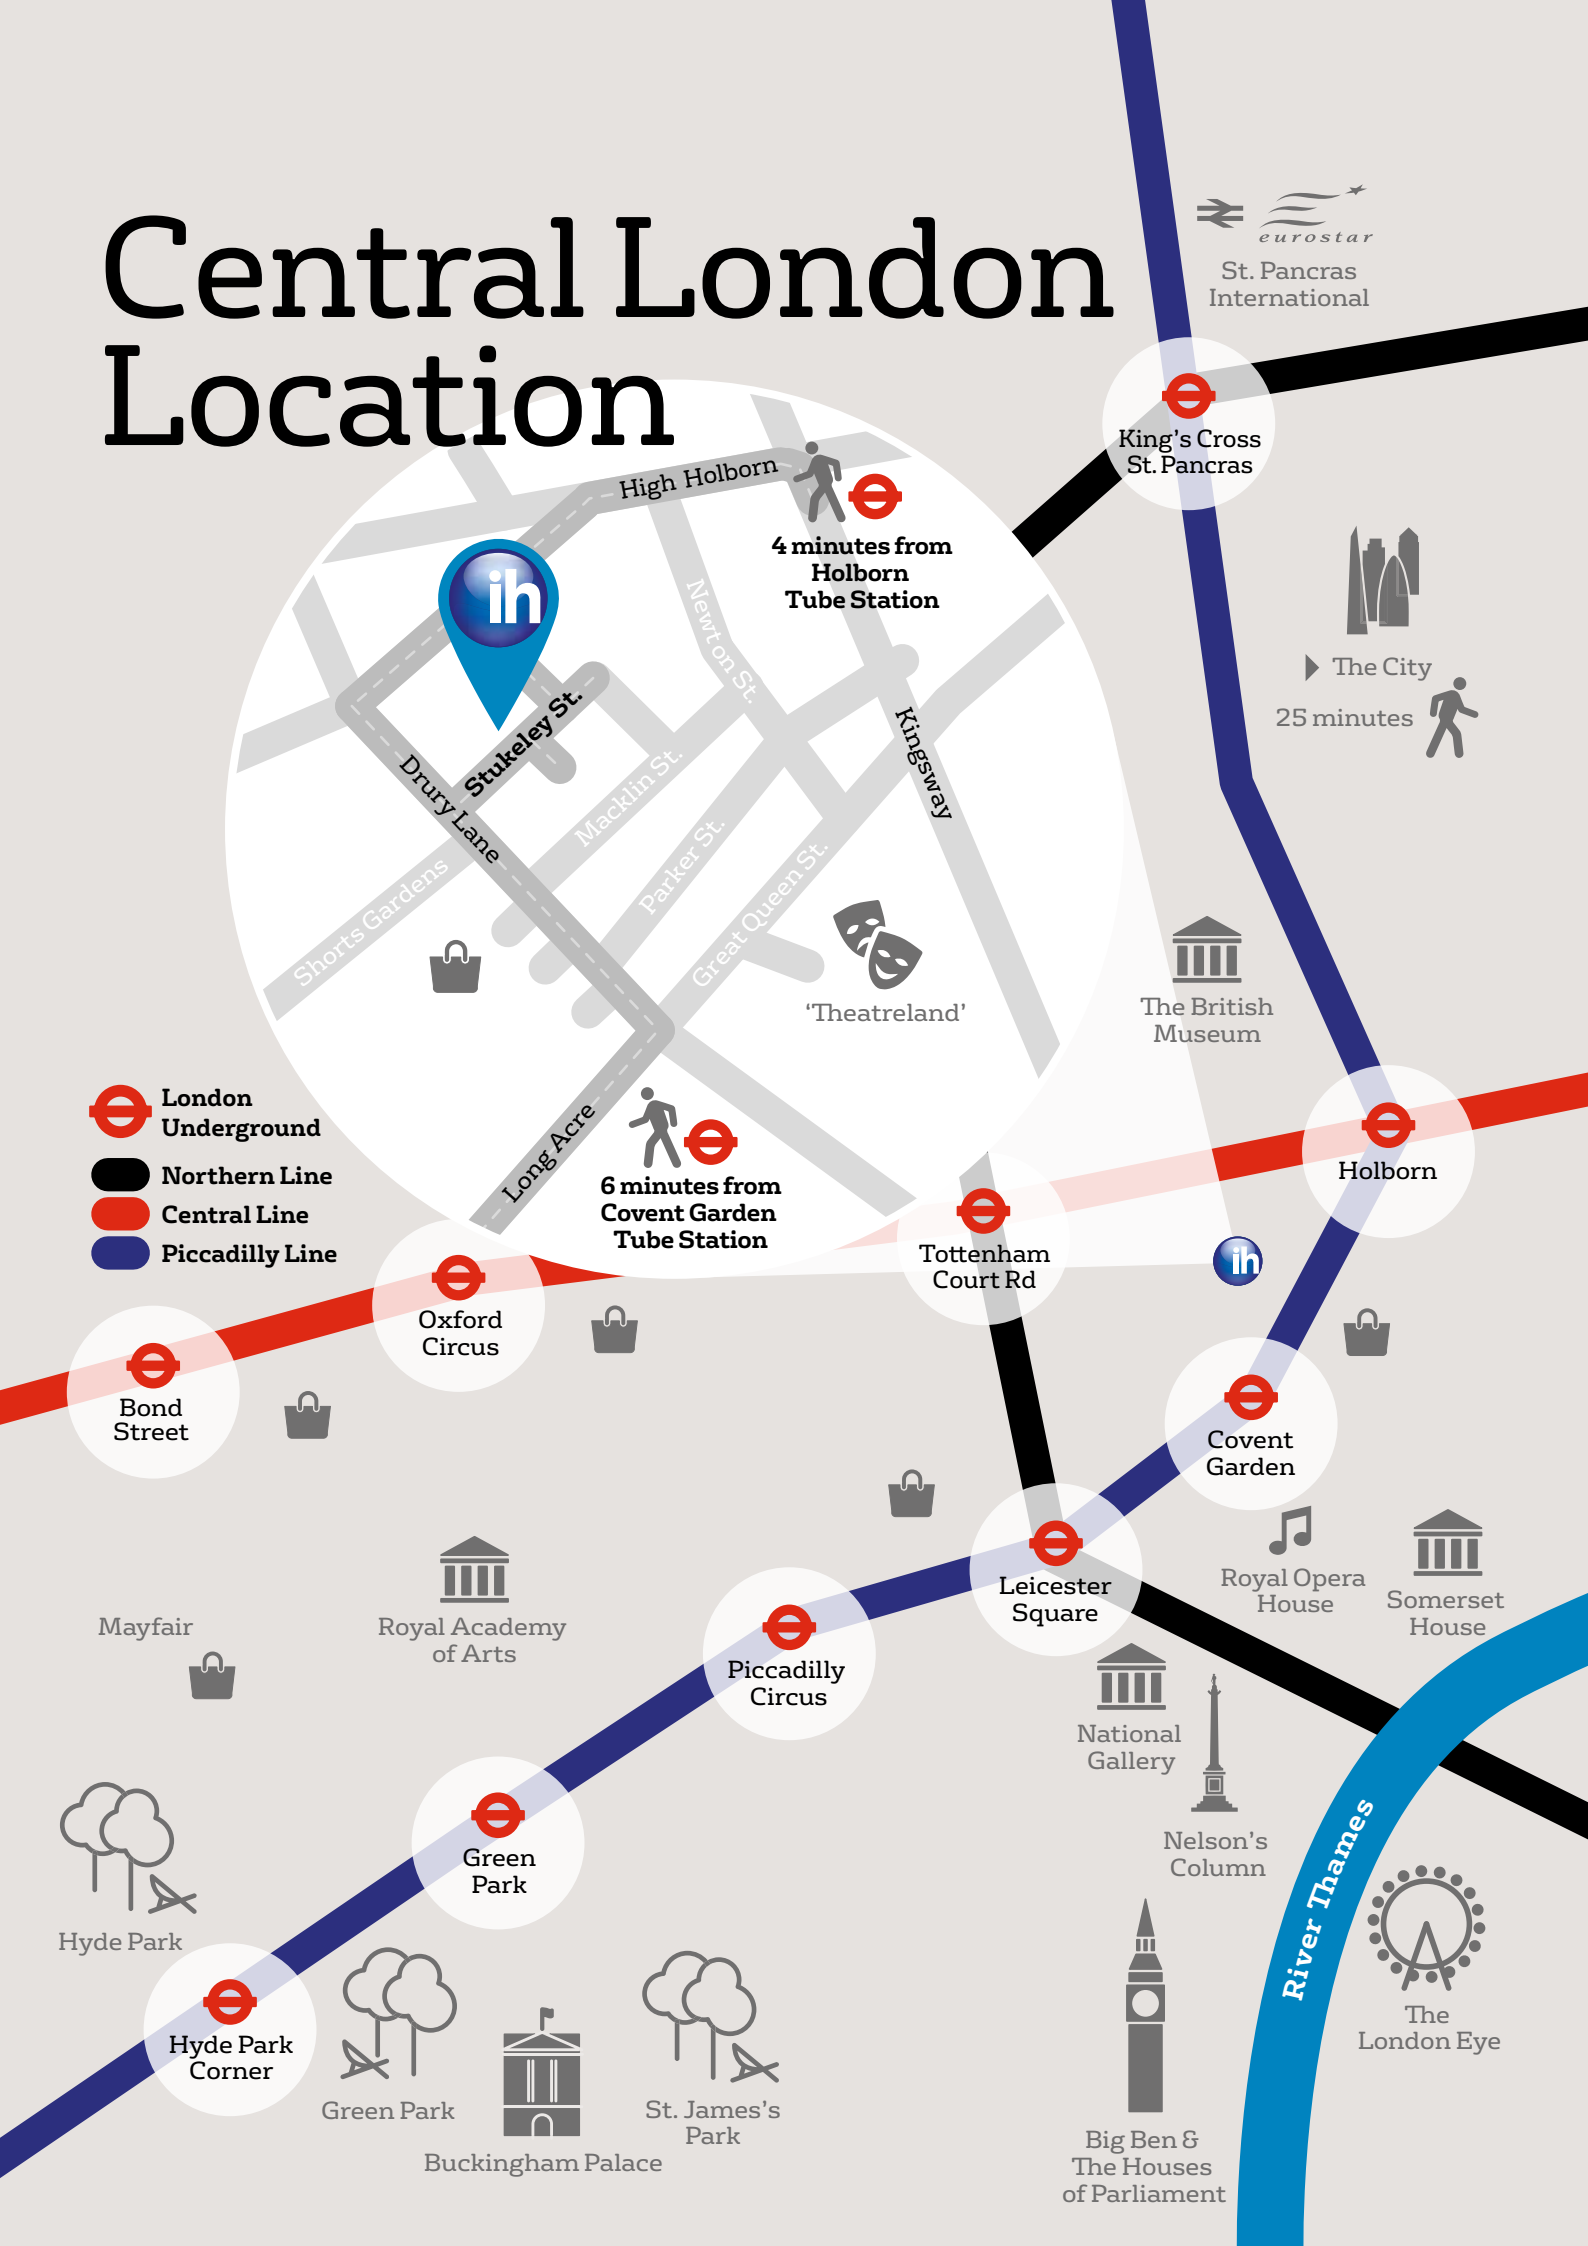 Central London
Location
eurostar
St. Pancras
International
King's Cross
St. Pancras
High Holborn
4 minutes from
Holborn
Tube Station
ih
Newton St.
The City
25 minutes
Stukeley St.
Kingsway
Drury Lane
Macklin St.
Parker St.
Great Queen St.
Shorts Gardens
‘Theatreland’
The British
Museum
Long Acre
6 minutes from
Covent Garden
Tube Station
London
Underground
Northern Line
Central Line
Piccadilly Line
Holborn
Tottenham
Court Rd
ih
Oxford
Circus
Bond
Street
Covent
Garden
Leicester
Square
Royal Opera
House
Somerset
House
Mayfair
Royal Academy
of Arts
Piccadilly
Circus
National
Gallery
Nelson's
Column
River Thames
Green
Park
Hyde Park
Hyde Park
Corner
The
London Eye
Green Park
Buckingham Palace
St. James's
Park
Big Ben &
The Houses
of Parliament